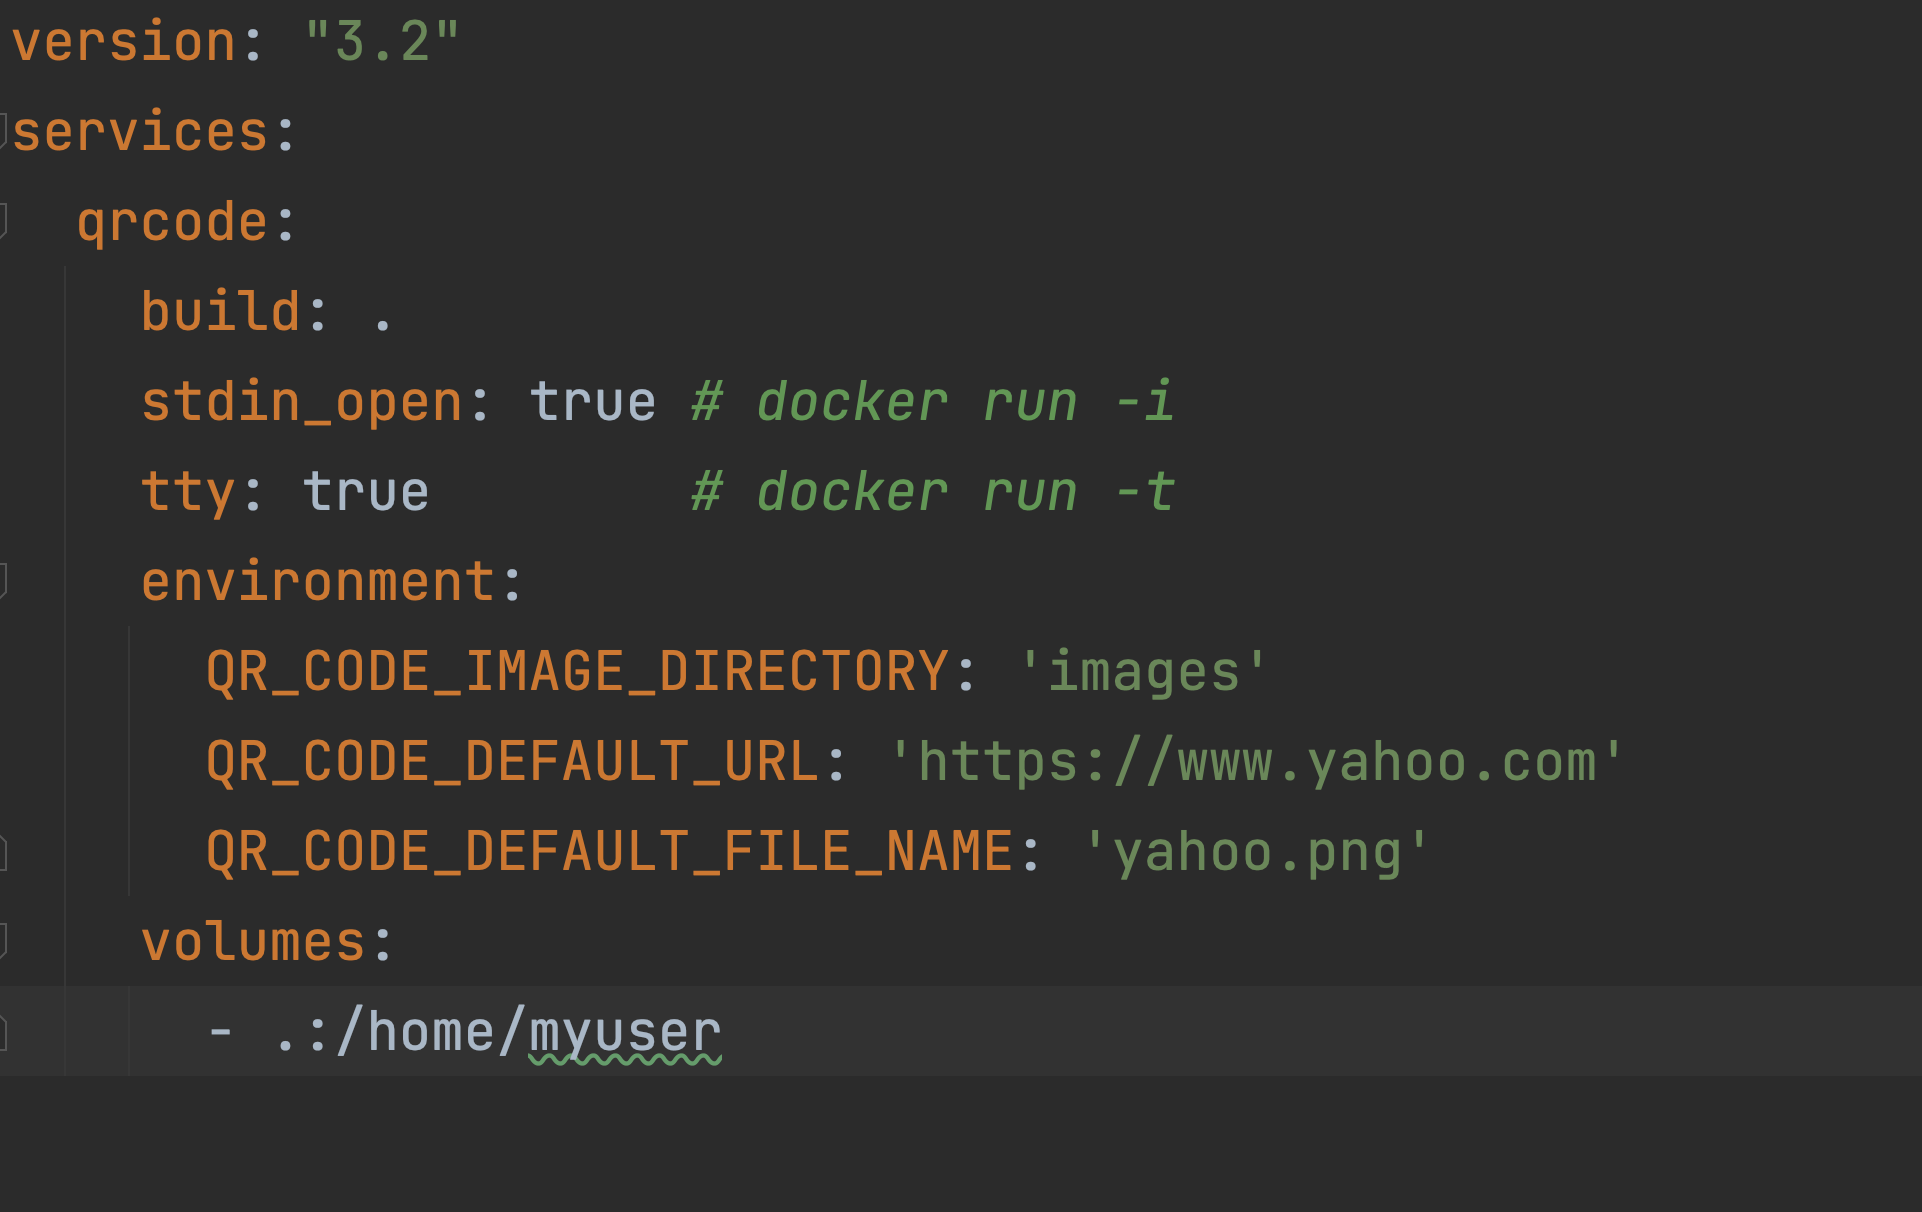 version: "3.2"
services:
  qrcode:
    build: .
    stdin_open: true # docker run -i
    tty: true        # docker run -t
    environment:
      QR_CODE_IMAGE_DIRECTORY: 'images'
      QR_CODE_DEFAULT_URL: 'https://www.yahoo.com'
      QR_CODE_DEFAULT_FILE_NAME: 'yahoo.png'
    volumes:
      - .:/home/myuser